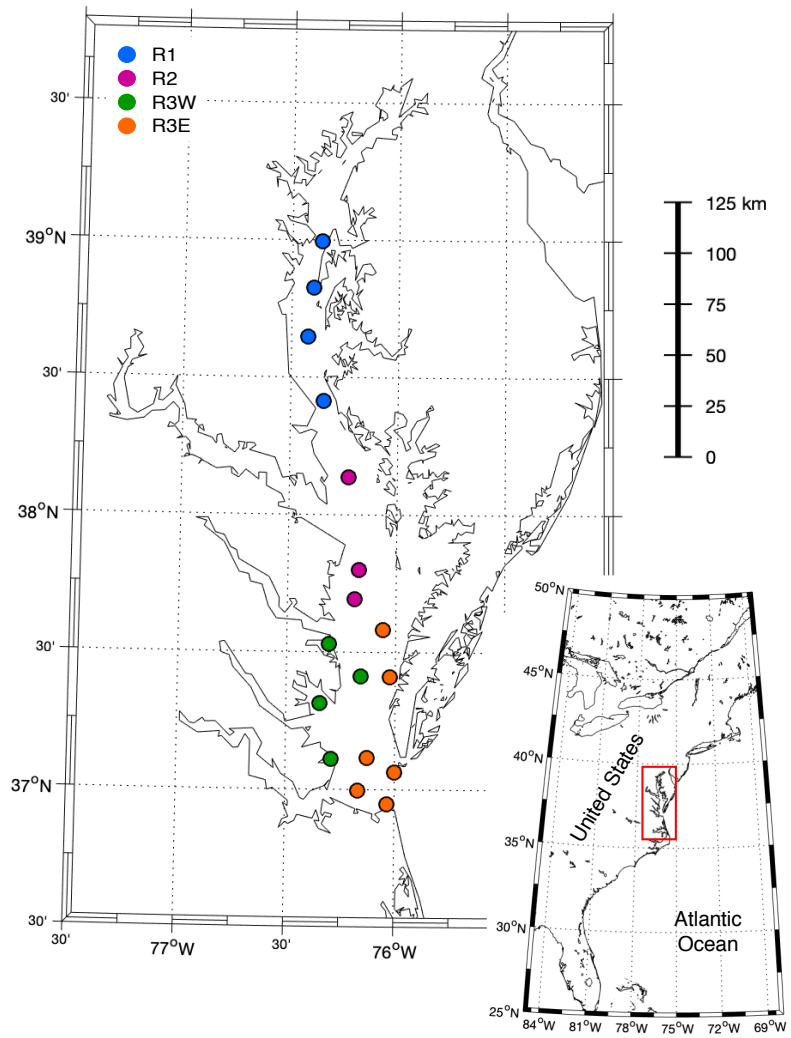 R1
R2
R3W
R3E
30'
39°N
30'
38°N
30'
37°N
30'
30'
77°W
30'
76°W
125 km
100
75
50
25
0
50°N
45°N
40°N
35°N
30°N
25°N
United States
Atlantic
Ocean
84°W 81°W 78°W 75°W 72°W 69°W